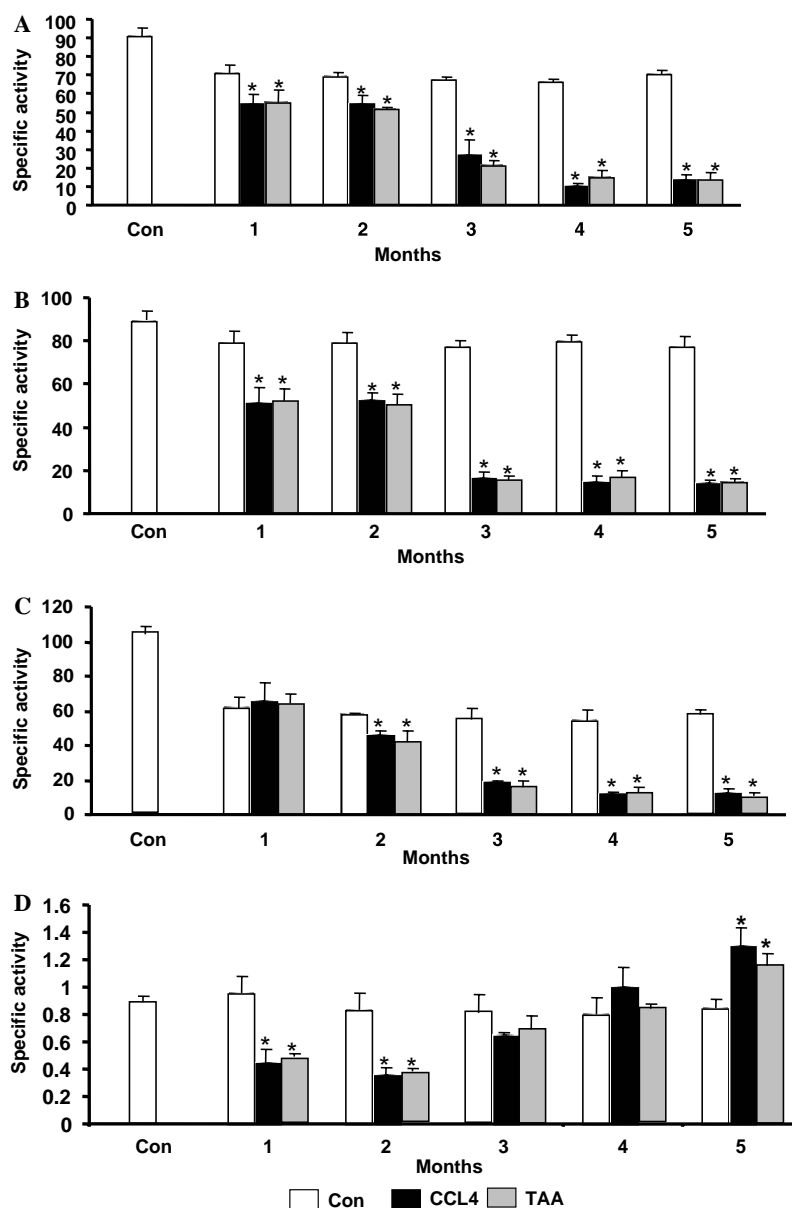 A
Specific activity
100
90
80
70
60
50
40
30
20
10
0
* * * * * * * * * *
Con 1 2 3 4 5
Months
B
Specific activity
100
80
60
40
20
0
* * * * * * * * * *
Con 1 2 3 4 5
Months
C
Specific activity
120
100
80
60
40
20
0
* * * * * * * *
Con 1 2 3 4 5
Months
D
Specific activity
1.6
1.4
1.2
1
0.8
0.6
0.4
0.2
0
* * * * * *
Con 1 2 3 4 5
Months
Con CCL4 TAA